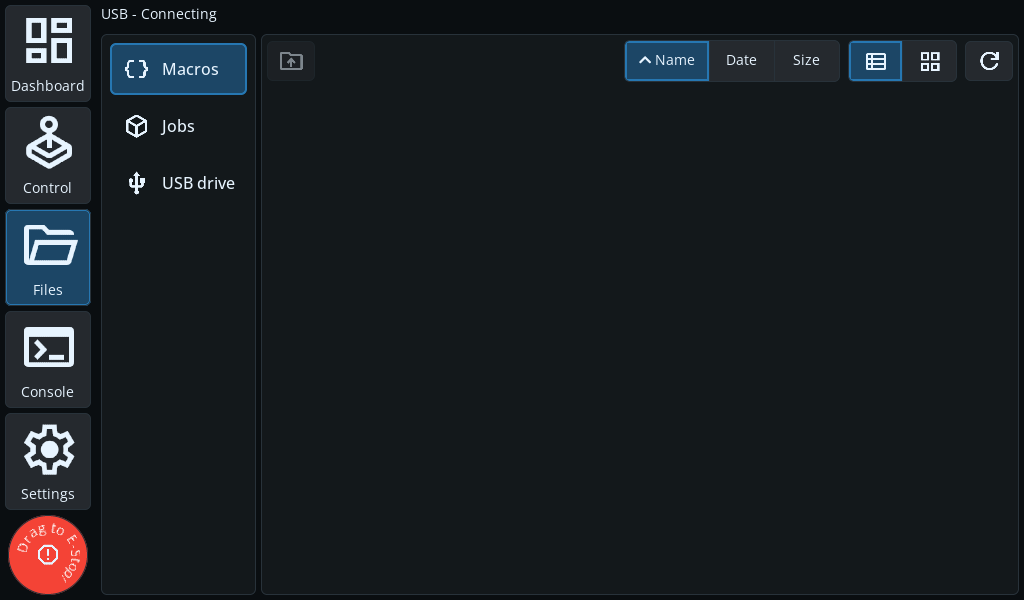 USB - Connecting
Dashboard
Control
Files
Console
Settings
Drag to E-Stop!
Macros
Jobs
USB drive
Name
Date
Size